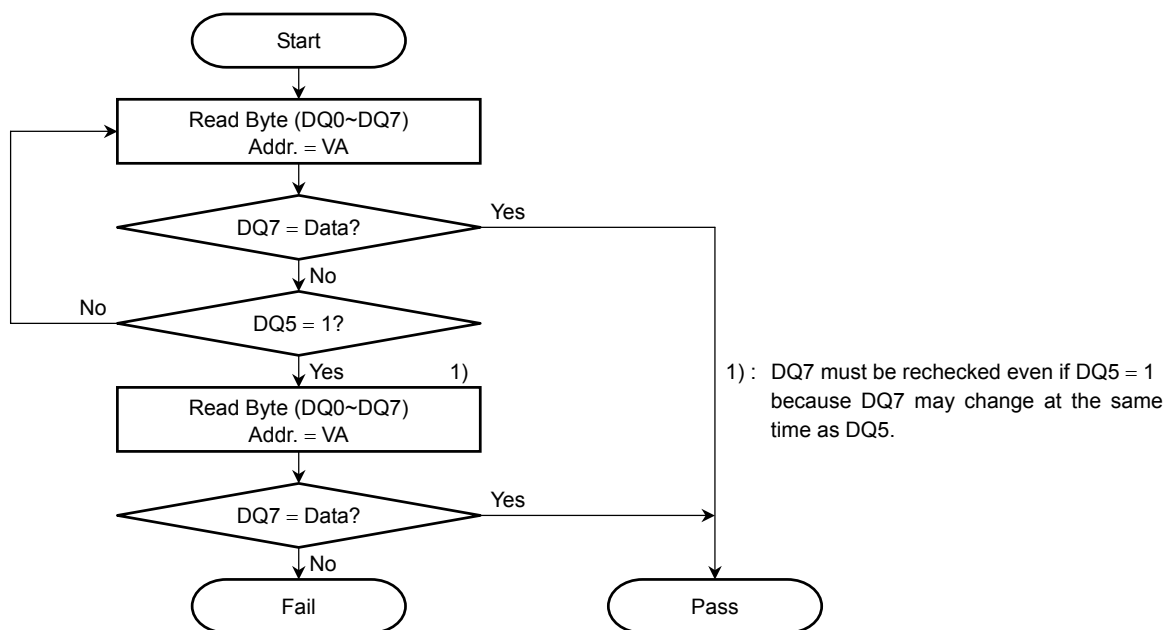 Start
Read Byte (DQ0~DQ7)
Addr. = VA
DQ7 = Data?
Yes
No
No
DQ5 = 1?
Yes
1)
Read Byte (DQ0~DQ7)
Addr. = VA
1) : DQ7 must be rechecked even if DQ5 = 1
because DQ7 may change at the same
time as DQ5.
DQ7 = Data?
Yes
No
Fail
Pass